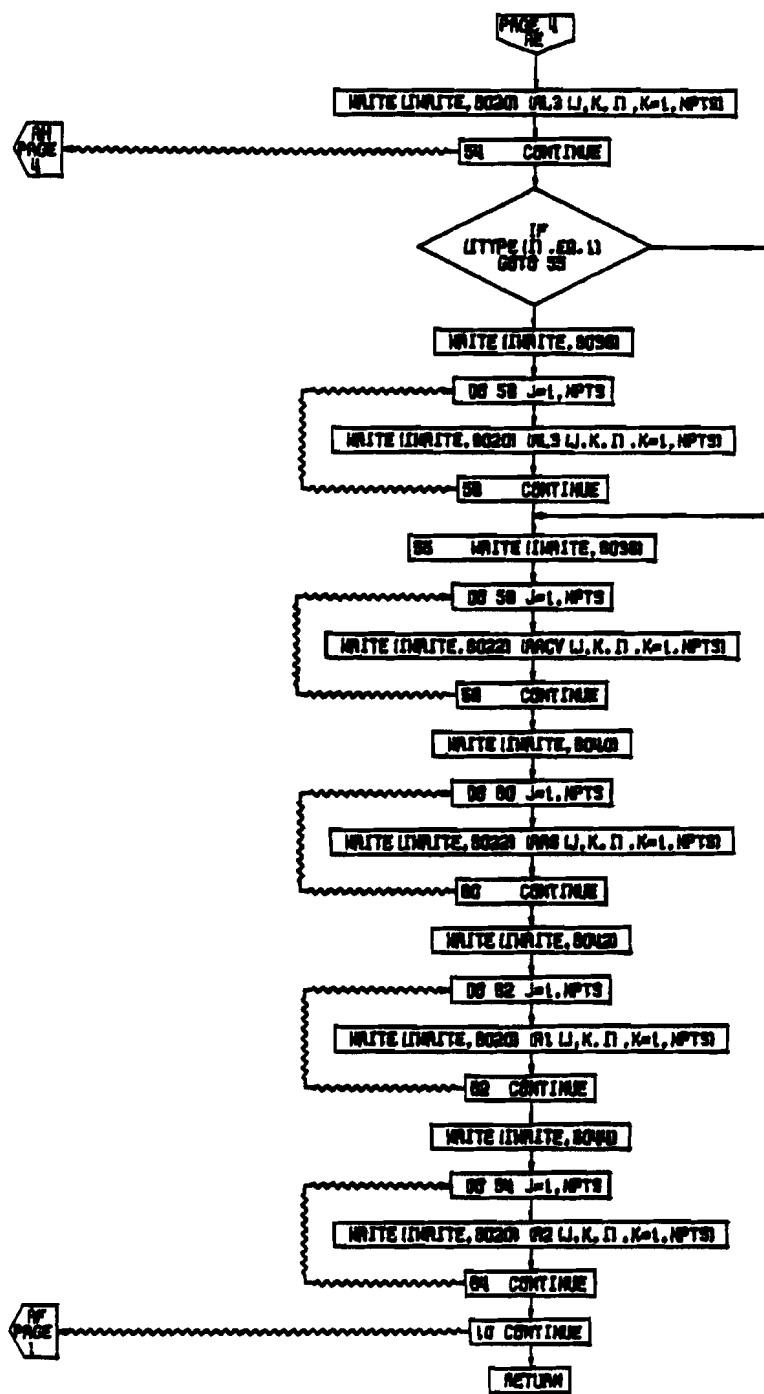 PAGE 4
AE
WRITE(IWRITE,8020) (AL3(J,K,I),K=1,NPTS)
AH
PAGE
4
54 CONTINUE
IF
(ITYPE(I).EQ.1)
GOTO 55
WRITE(IWRITE,8036)
DO 56 J=1,NPTS
WRITE(IWRITE,8020) (AL3(J,K,I),K=1,NPTS)
56 CONTINUE
55 WRITE(IWRITE,8038)
DO 58 J=1,NPTS
WRITE(IWRITE,8022) (AACV(J,K,I),K=1,NPTS)
58 CONTINUE
WRITE(IWRITE,8040)
DO 60 J=1,NPTS
WRITE(IWRITE,8022) (AAG(J,K,I),K=1,NPTS)
60 CONTINUE
WRITE(IWRITE,8042)
DO 62 J=1,NPTS
WRITE(IWRITE,8020) (A1(J,K,I),K=1,NPTS)
62 CONTINUE
WRITE(IWRITE,8044)
DO 64 J=1,NPTS
WRITE(IWRITE,8020) (A2(J,K,I),K=1,NPTS)
64 CONTINUE
AF
PAGE
1
10 CONTINUE
RETURN